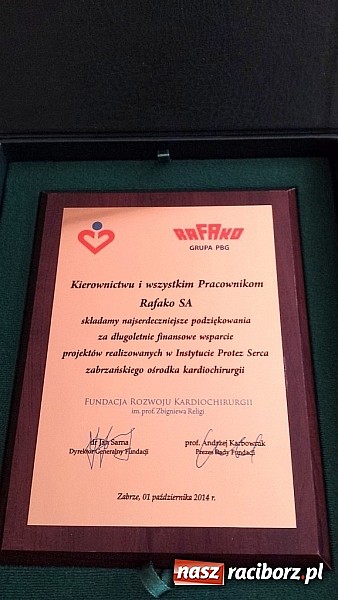 RAFAKO
GRUPA PBG
Kierownictwu i wszystkim Pracownikom
Rafako SA
składamy najserdeczniejsze podziękowania
za długoletnie finansowe wsparcie
projektów realizowanych w Instytucie Protez Serca
zabrzańskiego ośrodka kardiochirurgii
FUNDACJA ROZWOJU KARDIOCHIRURGII
im. prof. Zbigniewa Religi
dr Jan Sarna prof. Andrzej Karbownik
Dyrektor Generalny Fundacji Prezes Rady Fundacji
Zabrze, 01 października 2014 r.
nasz raciborz.pl